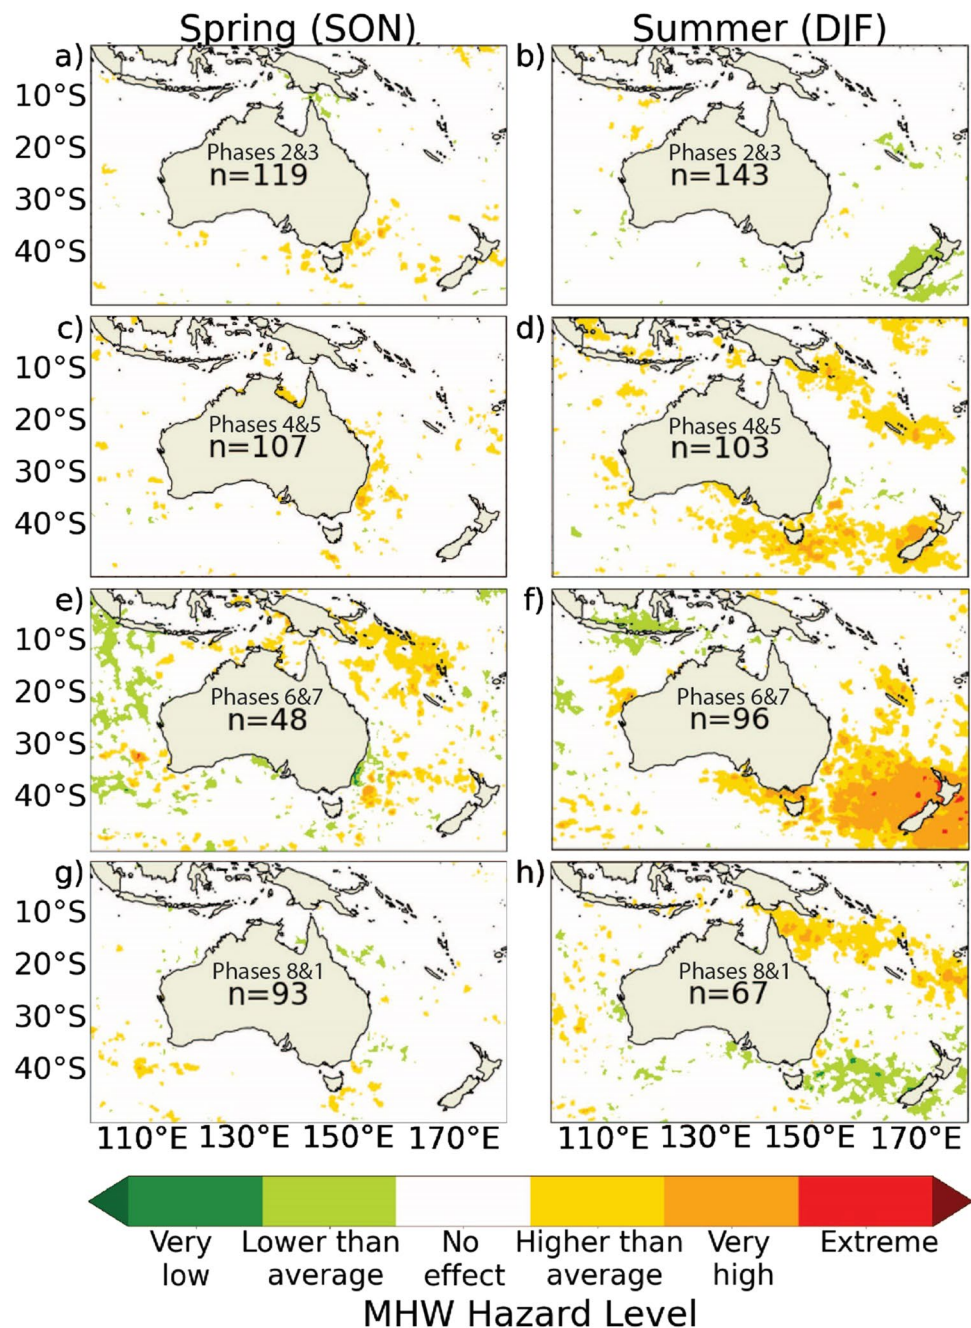 Spring (SON)
Summer (DJF)
a)
10°S
20°S
30°S
40°S
Phases 2&3
n=119
b)
Phases 2&3
n=143
c)
10°S
20°S
30°S
40°S
Phases 4&5
n=107
d)
Phases 4&5
n=103
e)
10°S
20°S
30°S
40°S
Phases 6&7
n=48
f)
Phases 6&7
n=96
g)
10°S
20°S
30°S
40°S
Phases 8&1
n=93
h)
Phases 8&1
n=67
110°E 130°E 150°E 170°E
110°E 130°E 150°E 170°E
Very
low
Lower than
average
No
effect
Higher than
average
Very
high
Extreme
MHW Hazard Level